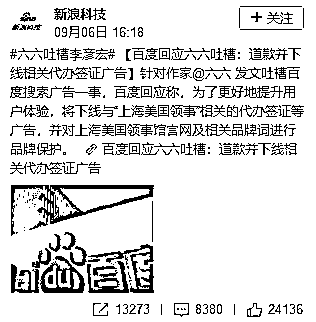 新浪科技
09月06日 16:18
+关注
#六六吐槽李彦宏# 【百度回应六六吐槽：道歉并下线
相关代办签证广告】针对作家@六六 发文吐槽百
度搜索广告一事，百度回应称，为了更好地提升用
户体验，将下线与“上海美国领事”相关的代办签证等
广告，并对上海美国领事馆官网及相关品牌词进行
品牌保护。 百度回应六六吐槽：道歉并下线相
关代办签证广告
13273 8380 24136